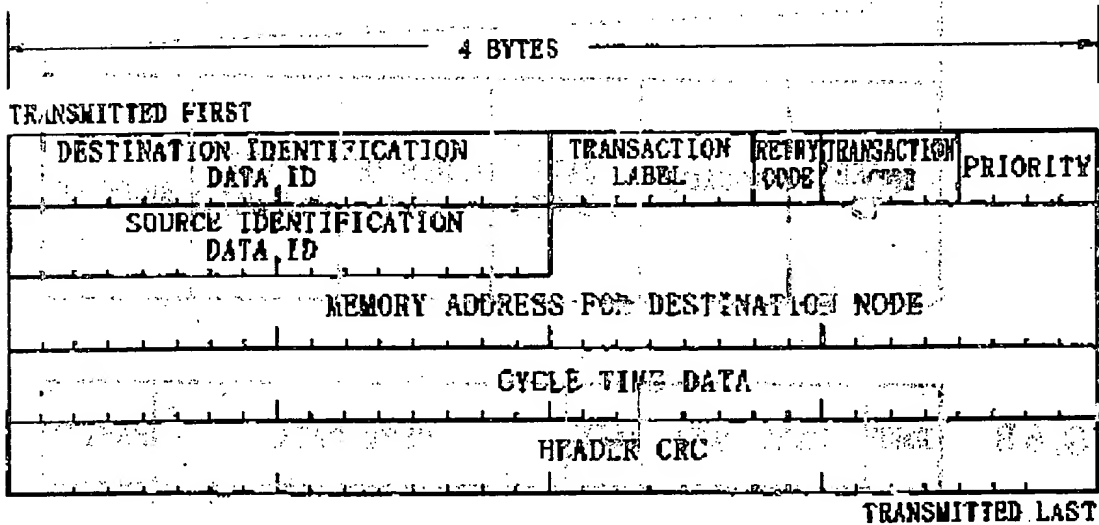 4 BYTES
TRANSMITTED FIRST
DESTINATION IDENTIFICATION
DATA ID
TRANSACTION
LABEL
RETRY
CODE
TRANSACTION
PRIORITY
SOURCE IDENTIFICATION
DATA ID
MEMORY ADDRESS FOR DESTINATION NODE
CYCLE TIME DATA
HEADER CRC
TRANSMITTED LAST